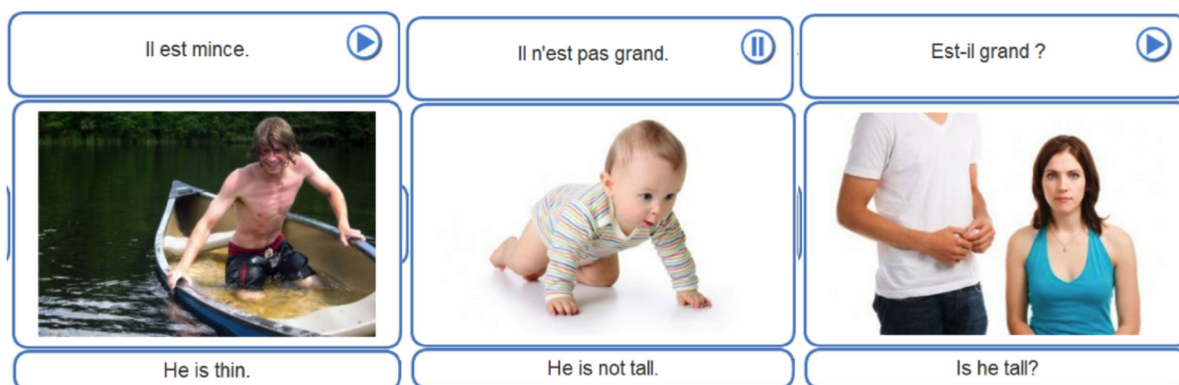 Il est mince.
Il n'est pas grand.
Est-il grand ?
He is thin.
He is not tall.
Is he tall?